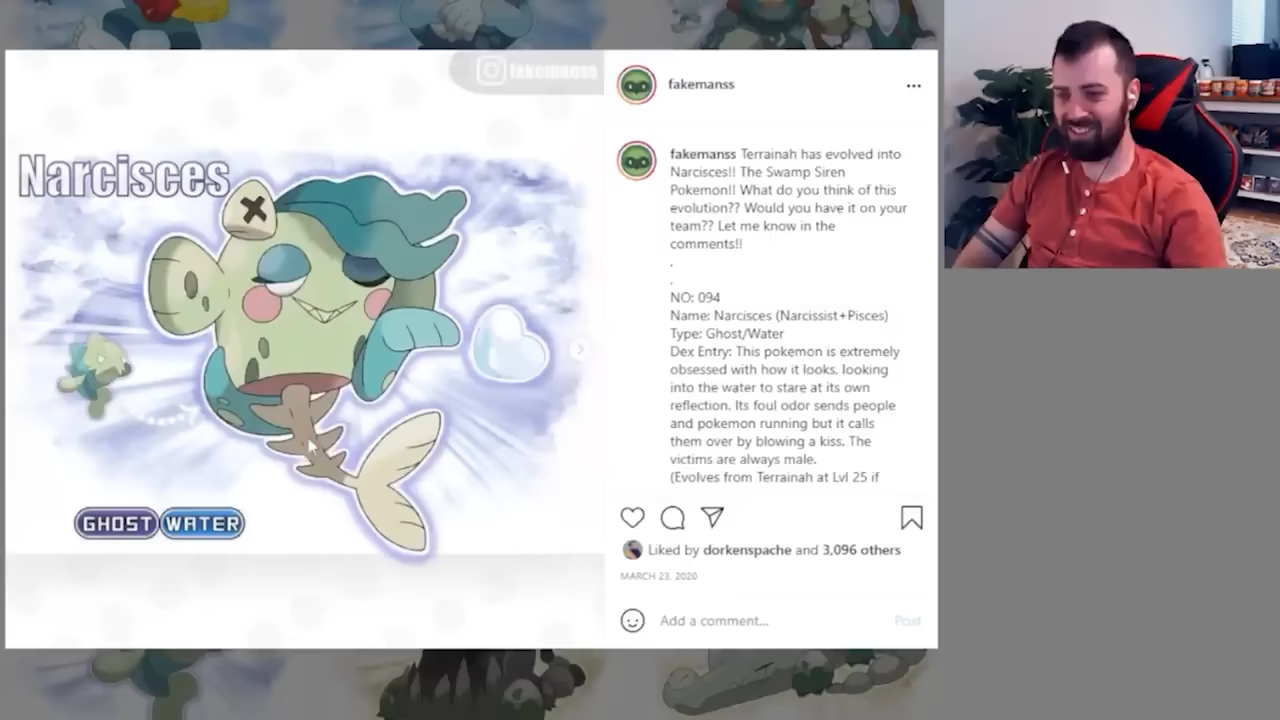 fakemanss
Narcisces
GHOST WATER
fakemanss
fakemanss Terrainah has evolved into
Narcisces!! The Swamp Siren
Pokemon!! What do you think of this
evolution?? Would you have it on your
team?? Let me know in the
comments!!
.
.
NO: 094
Name: Narcisces (Narcissist+Pisces)
Type: Ghost/Water
Dex Entry: This pokemon is extremely
obsessed with how it looks, looking
into the water to stare at its own
reflection. Its foul odor sends people
and pokemon running but it calls
them over by blowing a kiss. The
victims are always male.
(Evolves from Terrainah at Lvl 25 if
Liked by dorkenspache and 3,096 others
MARCH 23, 2020
Add a comment...
Post